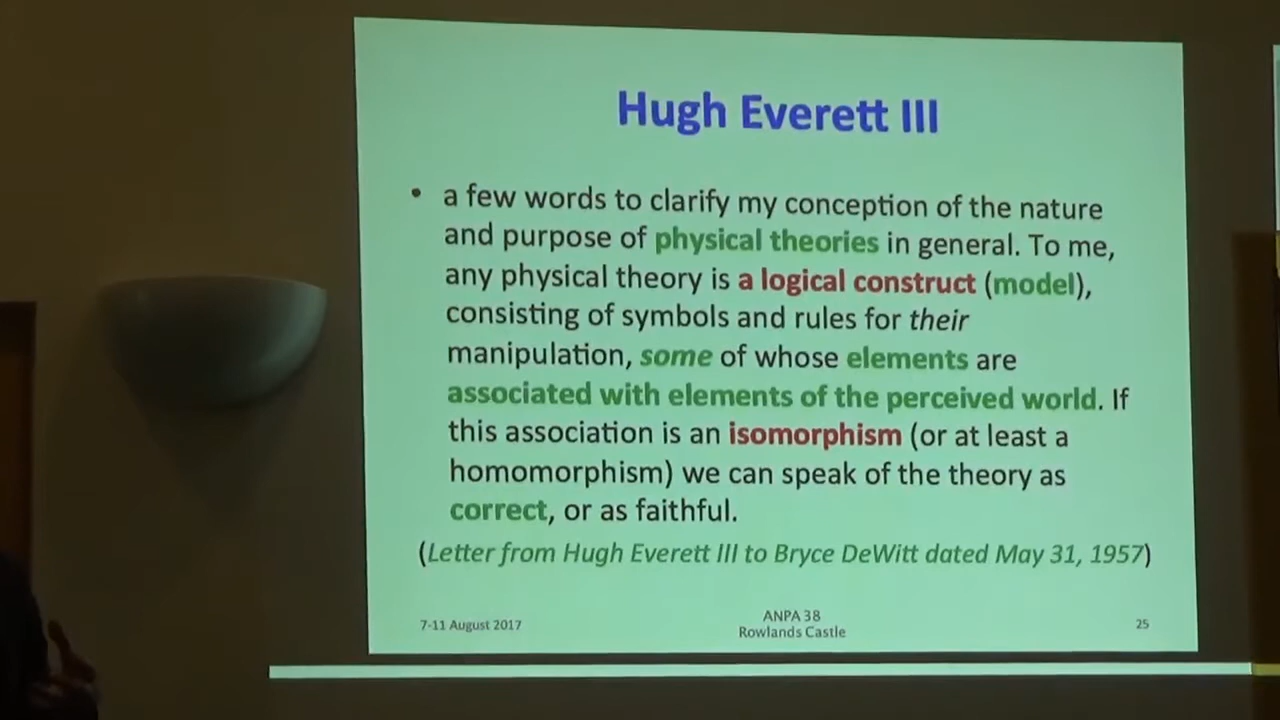 Hugh Everett III
• a few words to clarify my conception of the nature
and purpose of physical theories in general. To me,
any physical theory is a logical construct (model),
consisting of symbols and rules for their
manipulation, some of whose elements are
associated with elements of the perceived world. If
this association is an isomorphism (or at least a
homomorphism) we can speak of the theory as
correct, or as faithful.
(Letter from Hugh Everett III to Bryce DeWitt dated May 31, 1957)
7-11 August 2017
ANPA 38
Rowlands Castle
25